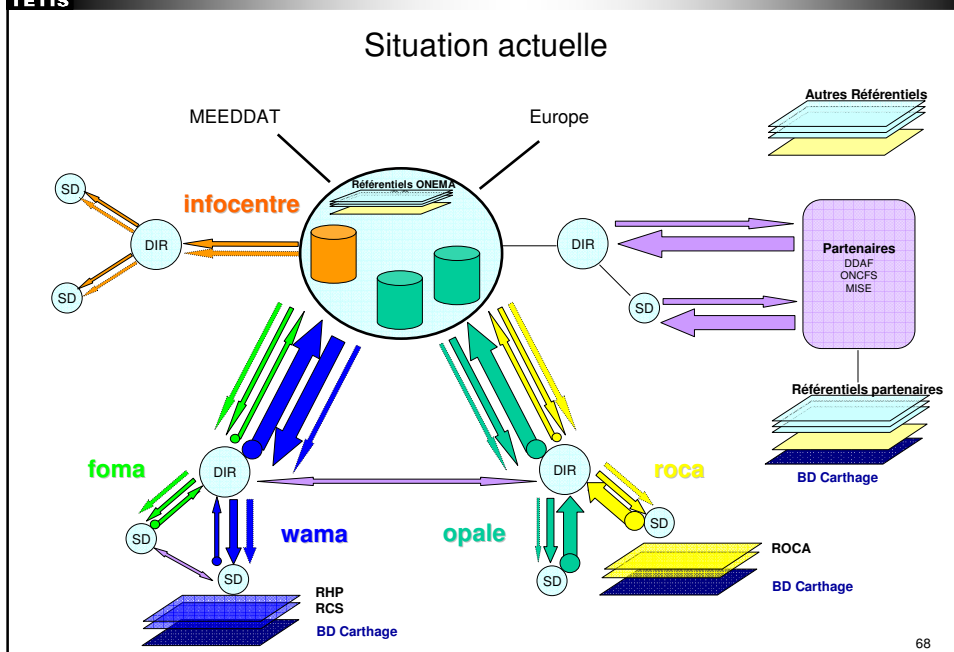 TETIS
Situation actuelle
MEEDDAT
Europe
Autres Référentiels
Référentiels ONEMA
SD
infocentre
DIR
SD
DIR
SD
Partenaires
DDAF
ONCFS
MISE
Référentiels partenaires
BD Carthage
foma
DIR
DIR
roca
SD
wama
opale
SD
SD
SD
ROCA
BD Carthage
RHP
RCS
BD Carthage
68